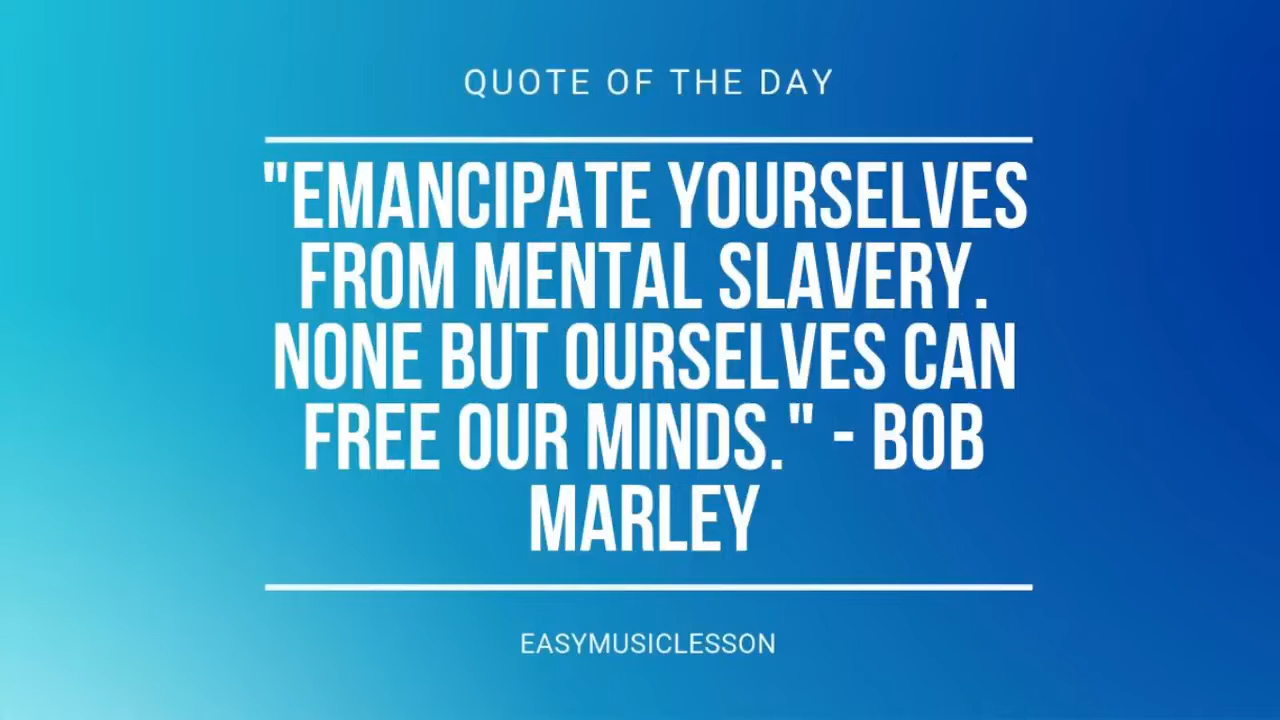 QUOTE OF THE DAY
"EMANCIPATE YOURSELVES
FROM MENTAL SLAVERY.
NONE BUT OURSELVES CAN
FREE OUR MINDS." - BOB
MARLEY
EASYMUSICLESSON